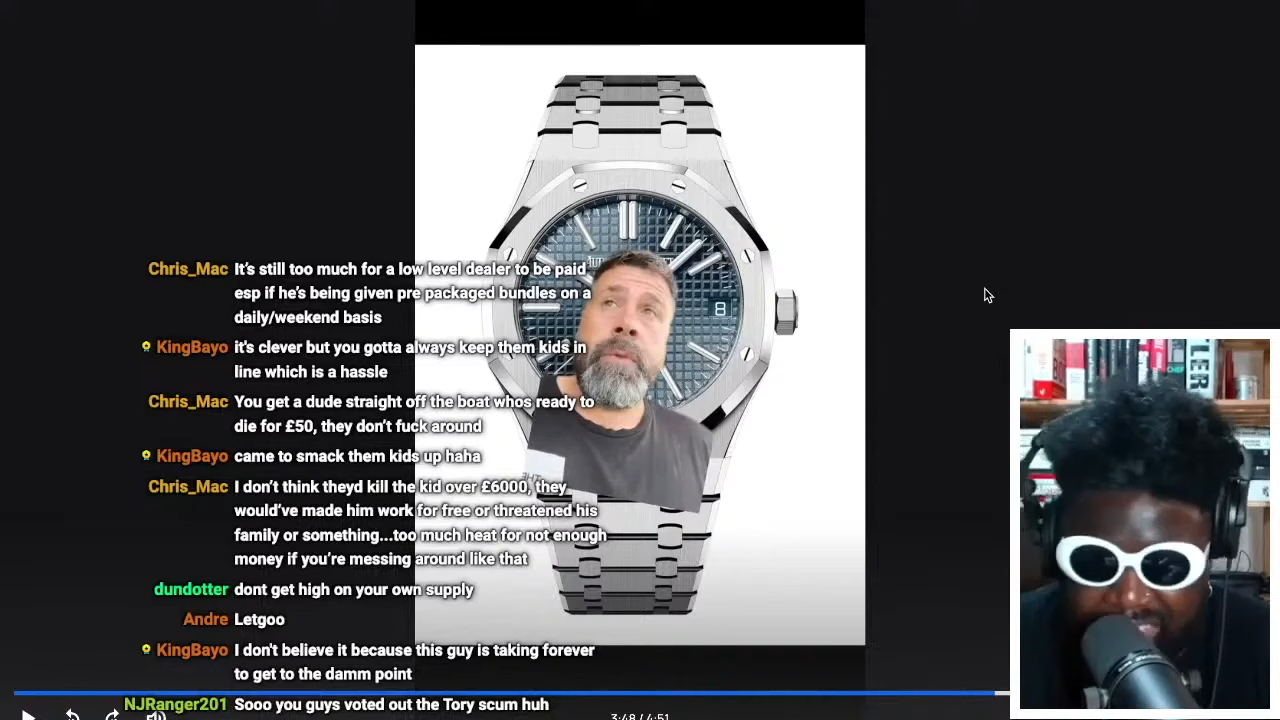 Chris_Mac It's still too much for a low level dealer to be paid
esp if he's being given pre packaged bundles on a
daily/weekend basis
KingBayo it's clever but you gotta always keep them kids in
line which is a hassle
Chris_Mac You get a dude straight off the boat whos ready to
die for £50, they don't fuck around
KingBayo came to smack them kids up haha
Chris_Mac I don't think theyd kill the kid over £6000, they
would've made him work for free or threatened his
family or something...too much heat for not enough
money if you're messing around like that
dundotter dont get high on your own supply
Andre Letgoo
KingBayo I don't believe it because this guy is taking forever
to get to the damm point
NJRanger201 Sooo you guys voted out the Tory scum huh
3:48 / 4:51
8